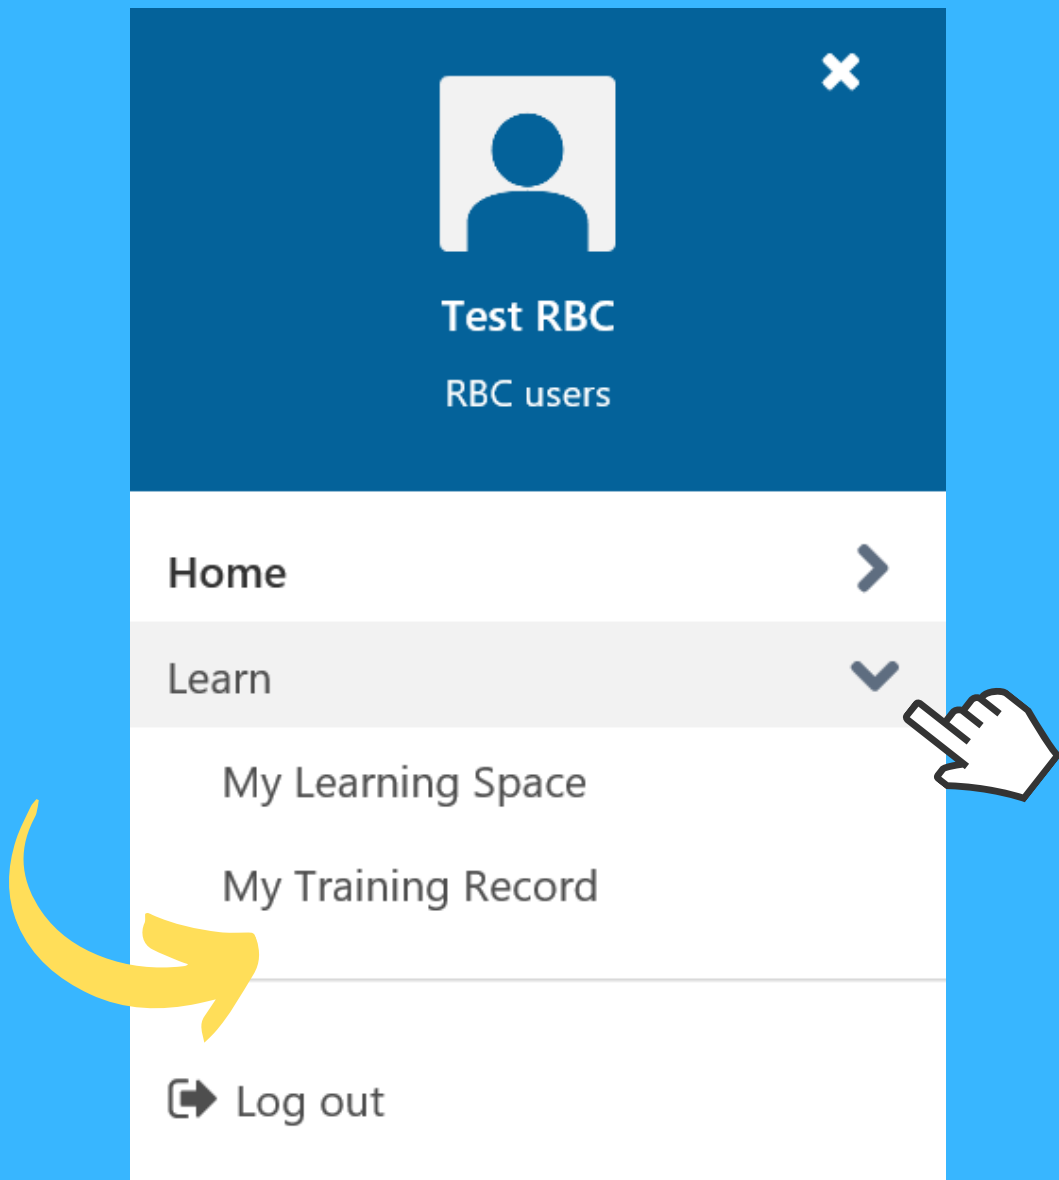 Test RBC
RBC users
Home
Learn
My Learning Space
My Training Record
Log out